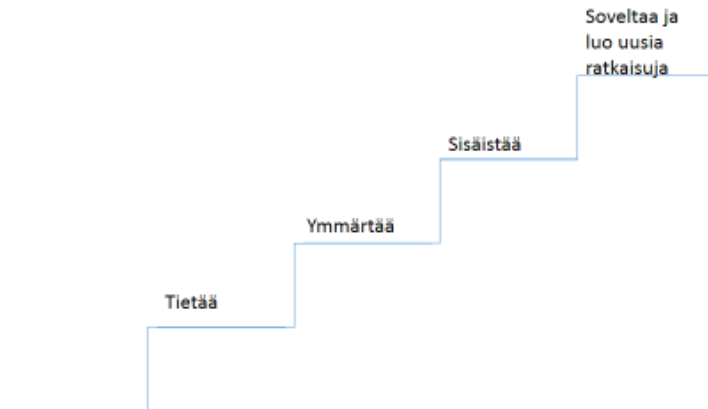 Soveltaa ja
luo uusia
ratkaisuja
Sisäistää
Ymmärtää
Tietää